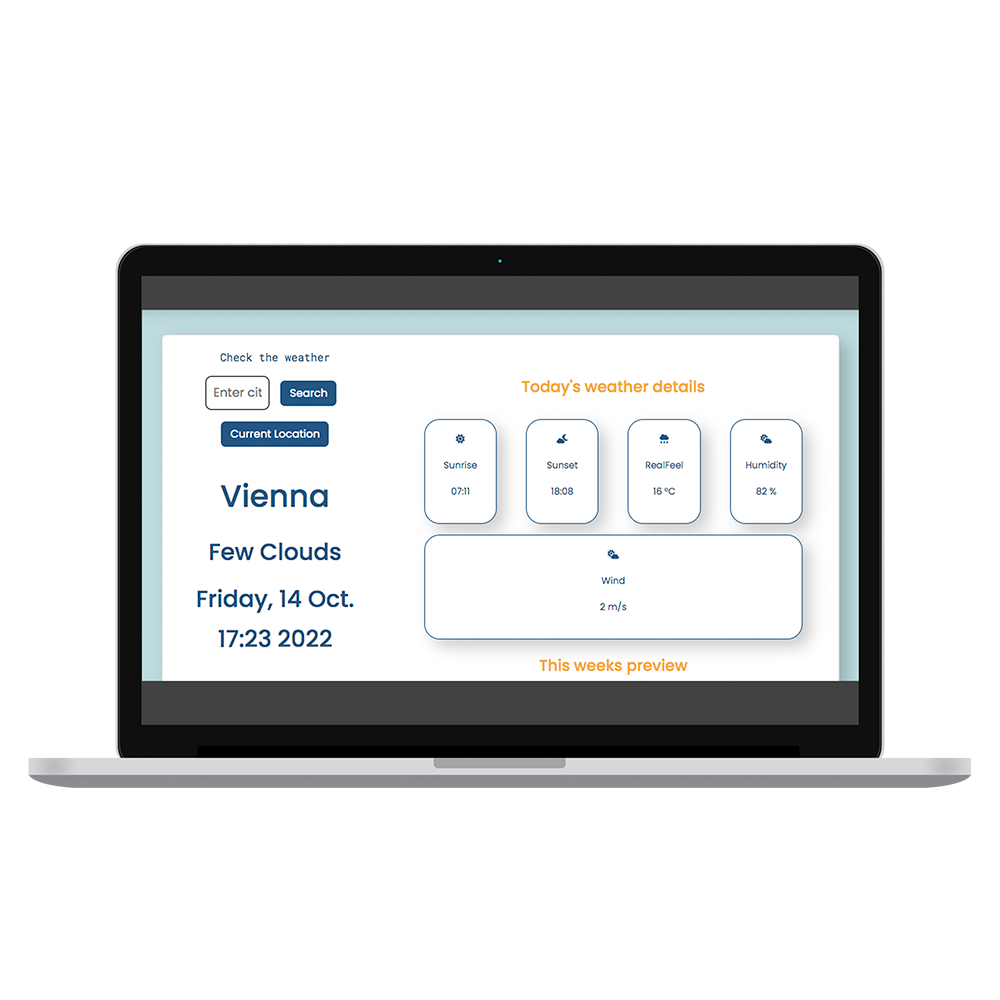 Check the weather
Enter cit
Search
Current Location
Vienna
Few Clouds
Friday, 14 Oct.
17:23 2022
Today's weather details
Sunrise
07:11
Sunset
18:08
RealFeel
16 ºC
Humidity
82 %
Wind
2 m/s
This weeks preview